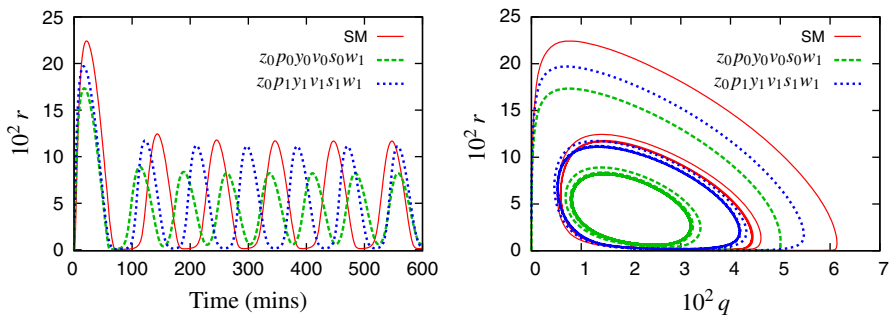 25
20
15
10
5
0
10² r
SM
z₀p₀y₀v₀s₀w₁
z₀p₁y₁v₁s₁w₁
0 100 200 300 400 500 600
Time (mins)
25
20
15
10
5
0
10² r
SM
z₀p₀y₀v₀s₀w₁
z₀p₁y₁v₁s₁w₁
0 1 2 3 4 5 6 7
10² q